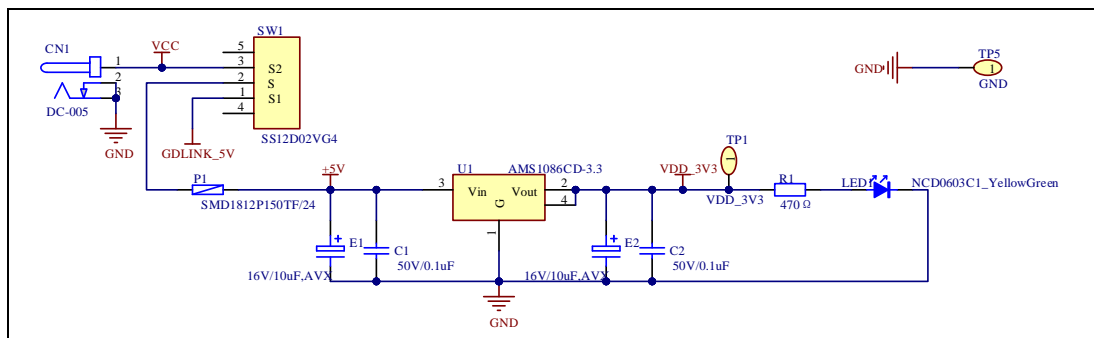 SW1
CN1
VCC
5
1
3
S2
2
2
S
3
1
S1
DC-005
4
GND
GDLINK_5V
SS12D02VG4
GND
TP5
1
GND
P1
SMD1812P150TF/24
+5V
U1
AMS1086CD-3.3
3
Vin
Vout
2
4
G
1
VDD_3V3
TP1
1
VDD_3V3
R1
470 Ω
LED1
NCD0603C1_YellowGreen
E1
16V/10uF,AVX
C1
50V/0.1uF
E2
16V/10uF,AVX
C2
50V/0.1uF
GND